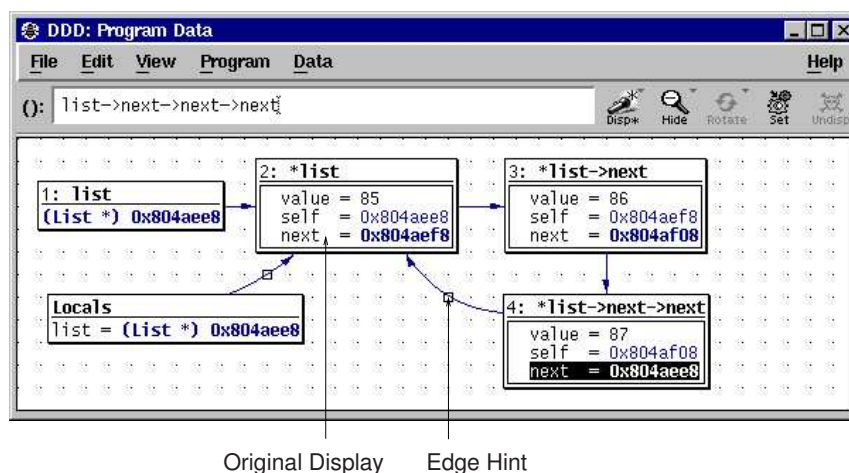 DDD: Program Data
File Edit View Program Data Help
(): list->next->next->next
Disp* Hide Rotate Set Undisp
1: list
(List *) 0x804aee8
2: *list
value = 85
self = 0x804aee8
next = 0x804aef8
3: *list->next
value = 86
self = 0x804aef8
next = 0x804af08
Locals
list = (List *) 0x804aee8
4: *list->next->next
value = 87
self = 0x804af08
next = 0x804aee8
Original Display Edge Hint